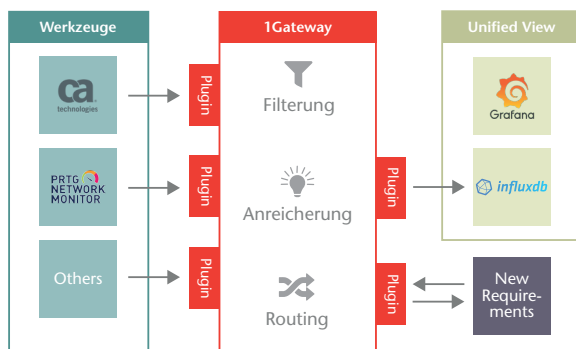 Werkzeuge
ca
technologies
PRTG
NETWORK
MONITOR
Others
1Gateway
Plugin
Plugin
Plugin
Filterung
Anreicherung
Routing
Plugin
Plugin
Unified View
Grafana
influxdb
New
Require-
ments